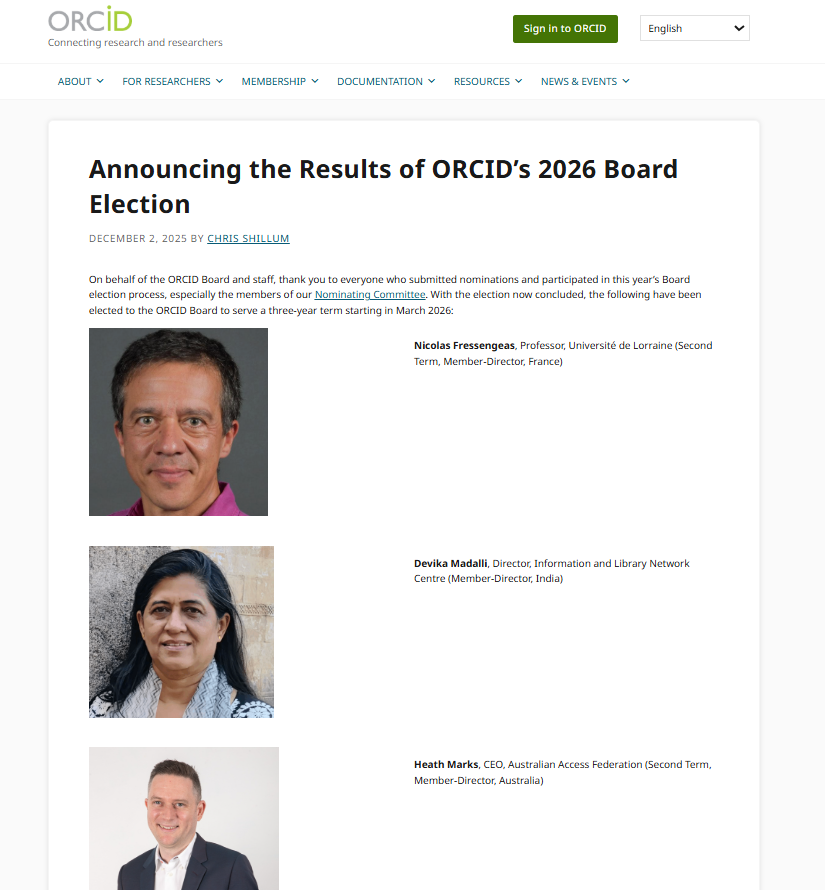 ORCiD
Connecting research and researchers
Sign in to ORCID
English
ABOUT
FOR RESEARCHERS
MEMBERSHIP
DOCUMENTATION
RESOURCES
NEWS & EVENTS
Announcing the Results of ORCID’s 2026 Board
Election
DECEMBER 2, 2025 BY CHRIS SHILLUM
On behalf of the ORCID Board and staff, thank you to everyone who submitted nominations and participated in this year’s Board
election process, especially the members of our Nominating Committee. With the election now concluded, the following have been
elected to the ORCID Board to serve a three-year term starting in March 2026:
Nicolas Fressengeas, Professor, Université de Lorraine (Second
Term, Member-Director, France)
Devika Madalli, Director, Information and Library Network
Centre (Member-Director, India)
Heath Marks, CEO, Australian Access Federation (Second Term,
Member-Director, Australia)